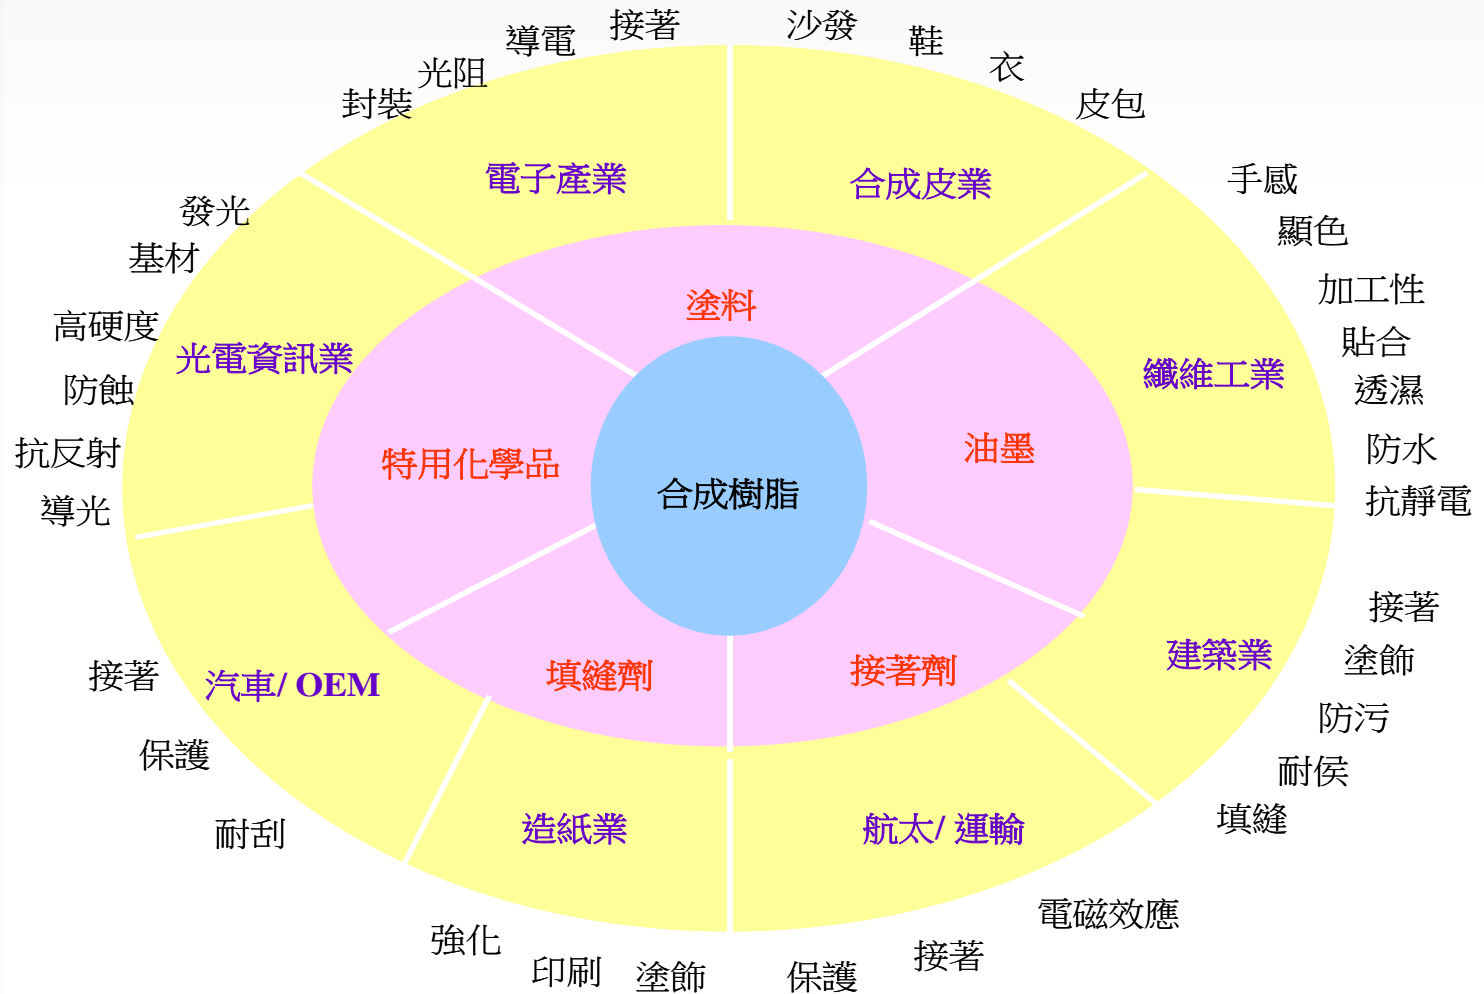 接著
沙發
導電
鞋
光阻
衣
封裝
皮包
電子產業
合成皮業
手感
發光
顯色
基材
加工性
塗料
高硬度
貼合
光電資訊業
纖維工業
防蝕
透濕
抗反射
特用化學品
油墨
防水
合成樹脂
導光
抗靜電
接著
建築業
塗飾
接著
汽車/ OEM
填縫劑
接著劑
防污
保護
耐侯
填縫
耐刮
造紙業
航太/ 運輸
電磁效應
強化
接著
印刷
塗飾
保護